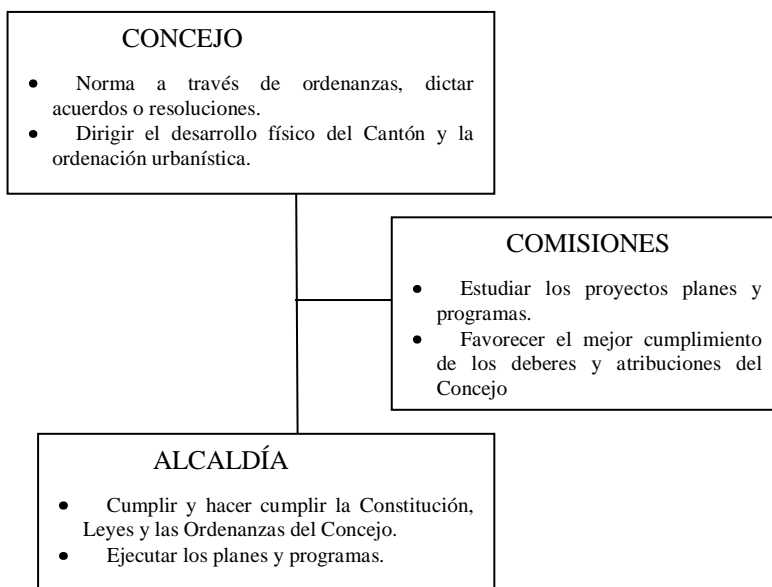 CONCEJO
• Norma a través de ordenanzas, dictar
acuerdos o resoluciones.
• Dirigir el desarrollo físico del Cantón y la
ordenación urbanística.
COMISIONES
• Estudiar los proyectos planes y
programas.
• Favorecer el mejor cumplimiento
de los deberes y atribuciones del
Concejo
ALCALDÍA
• Cumplir y hacer cumplir la Constitución,
Leyes y las Ordenanzas del Concejo.
• Ejecutar los planes y programas.